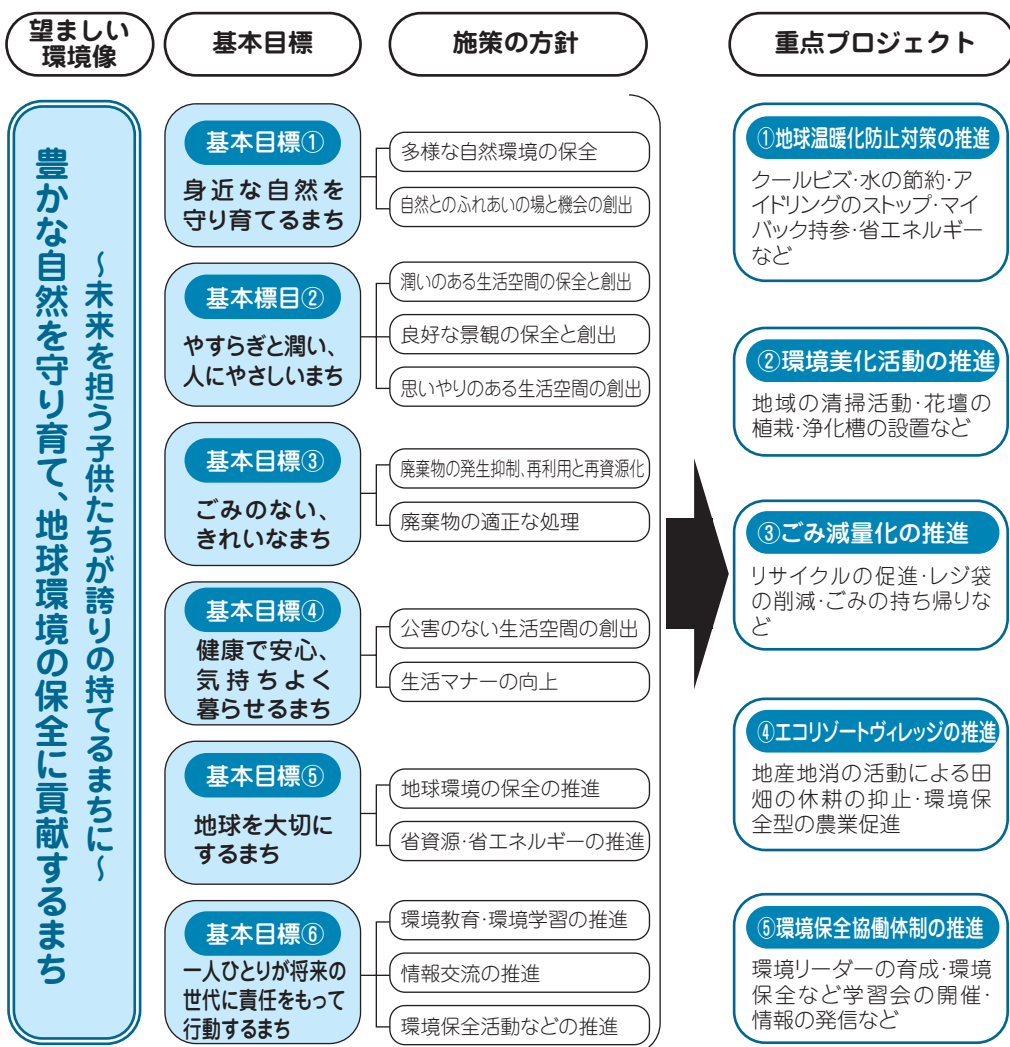 望ましい
環境像
基本目標
施策の方針
重点プロジェクト
豊かな自然を守り育て、地球環境の保全に貢献するまち
~未来を担う子供たちが誇りの持てるまちに~
基本目標①
身近な自然を
守り育てるまち
多様な自然環境の保全
自然とのふれあいの場と機会の創出
基本標目②
やすらぎと潤い、
人にやさしいまち
潤いのある生活空間の保全と創出
良好な景観の保全と創出
思いやりのある生活空間の創出
基本目標③
ごみのない、
きれいなまち
廃棄物の発生抑制、再利用と再資源化
廃棄物の適正な処理
基本目標④
健康で安心、
気持ちよく
暮らせるまち
公害のない生活空間の創出
生活マナーの向上
基本目標⑤
地球を大切に
するまち
地球環境の保全の推進
省資源・省エネルギーの推進
基本目標⑥
一人ひとりが将来の
世代に責任をもって
行動するまち
環境教育・環境学習の推進
情報交流の推進
環境保全活動などの推進
①地球温暖化防止対策の推進
クールビズ・水の節約・ア
イドリングのストップ・マイ
バック持参・省エネルギー
など
②環境美化活動の推進
地域の清掃活動・花壇の
植栽・浄化槽の設置など
③ごみ減量化の推進
リサイクルの促進・レジ袋
の削減・ごみの持ち帰りな
ど
④エコリゾートヴィレッジの推進
地産地消の活動による田
畑の休耕の抑止・環境保
全型の農業促進
⑤環境保全協働体制の推進
環境リーダーの育成・環境
保全など学習会の開催・
情報の発信など